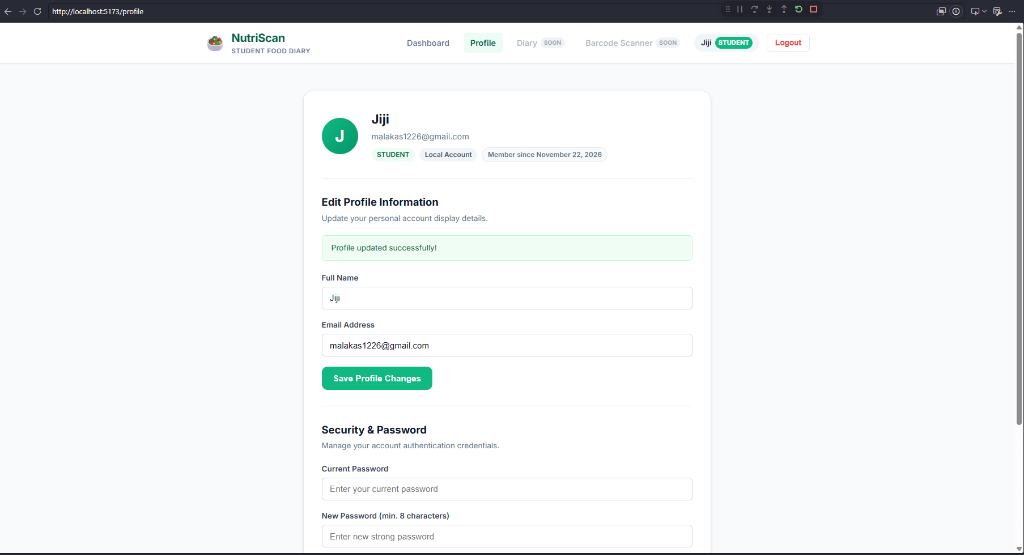 http://localhost:5173/profile
NutriScan
STUDENT FOOD DIARY
Dashboard
Profile
Diary SOON
Barcode Scanner SOON
Jiji STUDENT
Logout
J
Jiji
malakas1226@gmail.com
STUDENT
Local Account
Member since November 22, 2026
Edit Profile Information
Update your personal account display details.
Profile updated successfully!
Full Name
Jiji
Email Address
malakas1226@gmail.com
Save Profile Changes
Security & Password
Manage your account authentication credentials.
Current Password
Enter your current password
New Password (min. 8 characters)
Enter new strong password